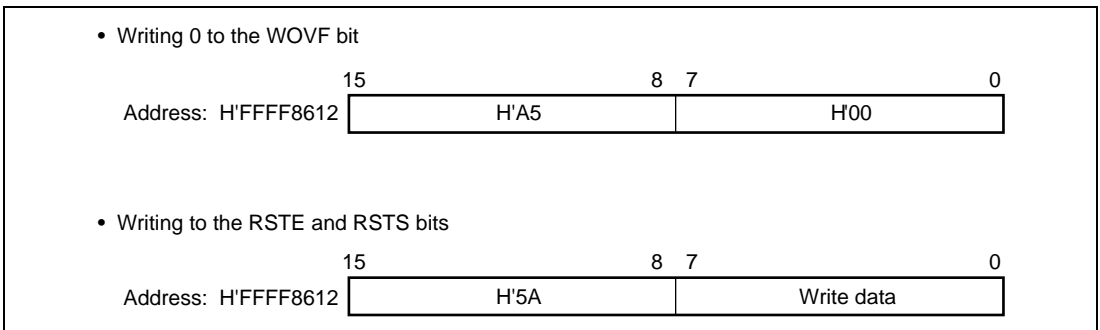 • Writing 0 to the WOVF bit
15 8 7 0
Address: H'FFFF8612 H'A5 H'00
• Writing to the RSTE and RSTS bits
15 8 7 0
Address: H'FFFF8612 H'5A Write data